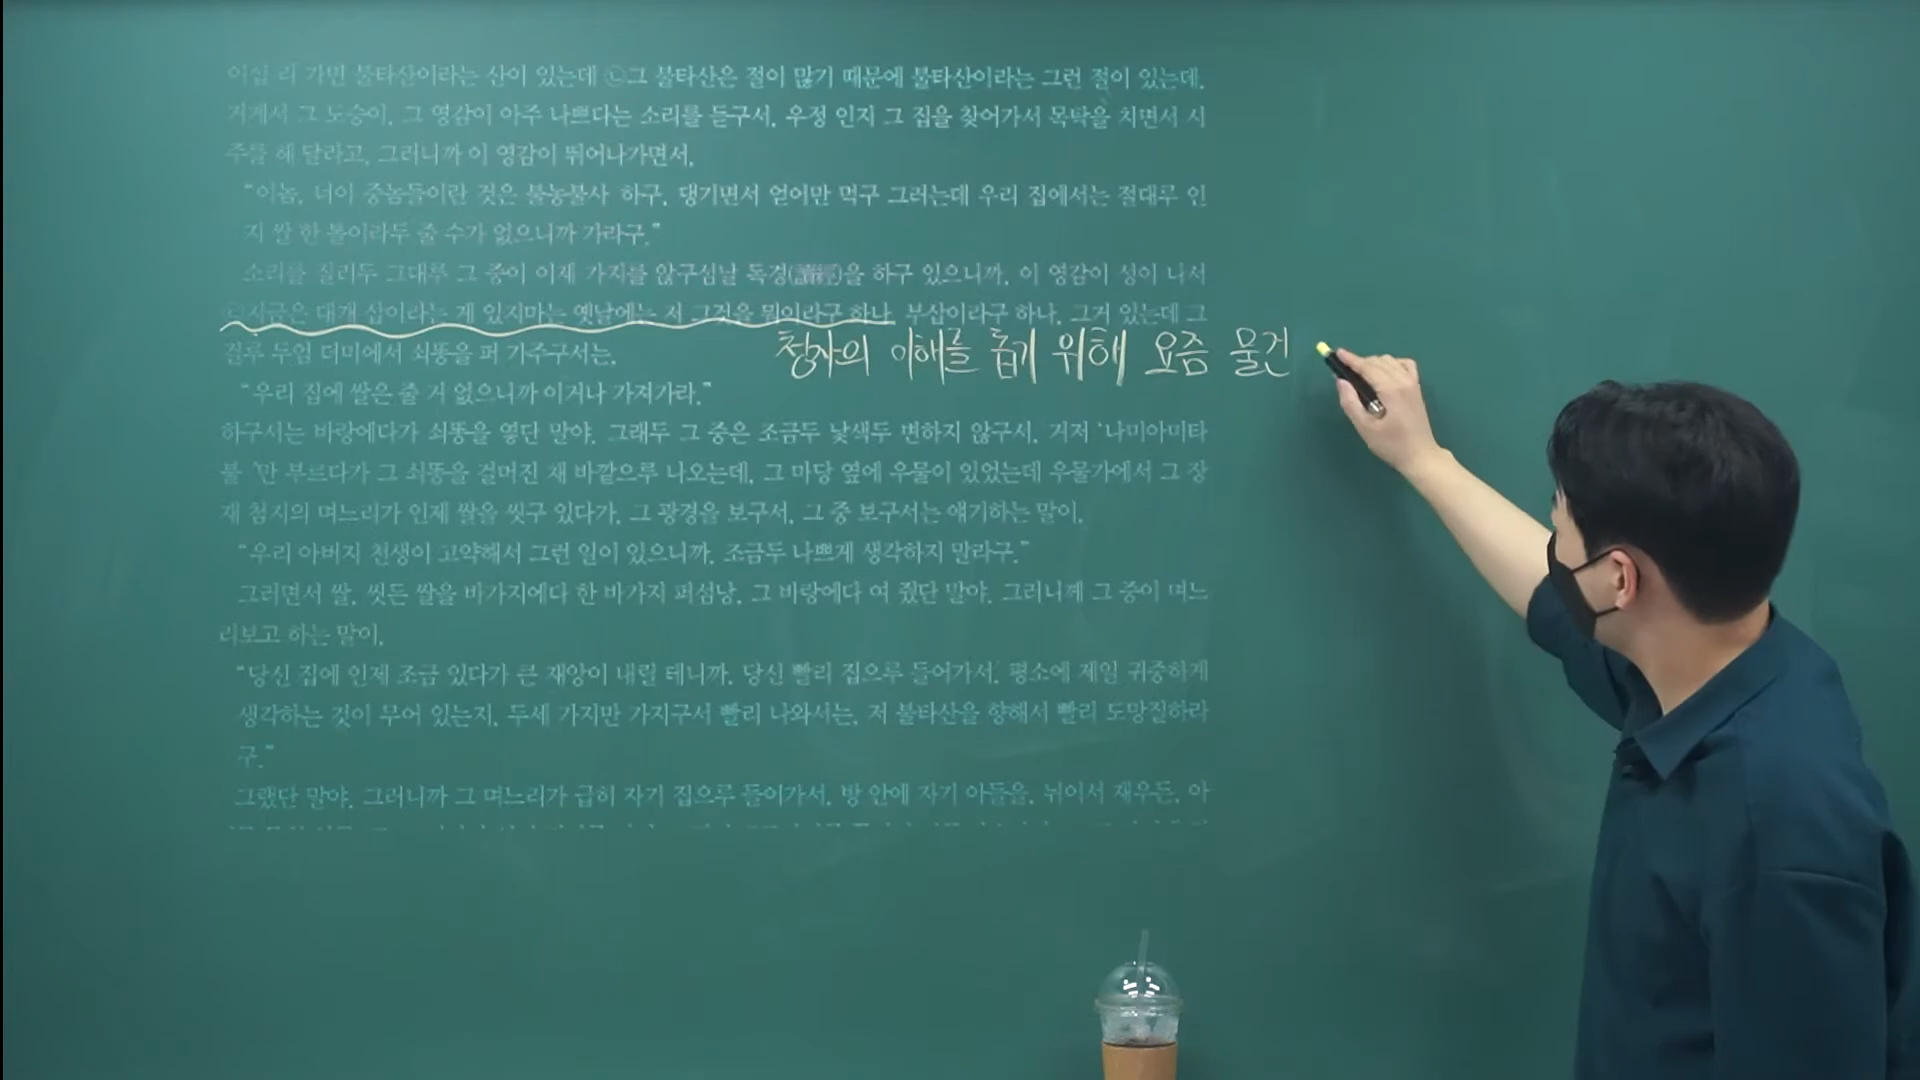 이십 리 가면 불타산이라는 산이 있는데 ㉡그 불타산은 절이 많기 때문에 불타산이라는 그런 절이 있는데,
거게서 그 도승이, 그 영감이 아주 나쁘다는 소리를 듣구서, 우정 인지 그 집을 찾어가서 목탁을 치면서 시
주를 해 달라고, 그러니까 이 영감이 뛰어나가면서,
“이놈, 너이 중놈들이란 것은 불농불사 하구, 댕기면서 얻어만 먹구 그러는데 우리 집에서는 절대루 인
지 쌀 한 톨이라두 줄 수가 없으니까 가라구.”
소리를 질러두 그대루 그 중이 이제 가지를 않구섬날 독경(讀經)을 하구 있으니까, 이 영감이 성이 나서
㉢지금은 대개 삽이라는 게 있지마는 옛날에는 저 그것을 뭐이라구 하나, 부삽이라구 하나, 그거 있는데 그
걸루 두엄 더미에서 쇠똥을 퍼 가주구서는,
청자의 이해를 돕기 위해 요즘 물건
“우리 집에 쌀은 줄 거 없으니까 이거나 가져가라.”
하구서는 바랑에다가 쇠똥을 옇단 말야. 그래두 그 중은 조금두 낯색두 변하지 않구서, 거저 ‘나미아미타
불 ’만 부르다가 그 쇠똥을 걸머진 채 바깥으루 나오는데, 그 마당 옆에 우물이 있었는데 우물가에서 그 장
재 첨지의 며느리가 인제 쌀을 씻구 있다가, 그 광경을 보구서, 그 중 보구서는 얘기하는 말이,
“우리 아버지 천생이 고약해서 그런 일이 있으니까, 조금두 나쁘게 생각하지 말라구.”
그러면서 쌀, 씻든 쌀을 바가지에다 한 바가지 퍼섬낭, 그 바랑에다 여 줬단 말야. 그러니께 그 중이 며느
리보고 하는 말이,
“당신 집에 인제 조금 있다가 큰 재앙이 내릴 테니까, 당신 빨리 집으루 들어가서, 평소에 제일 귀중하게
생각하는 것이 무어 있는지, 두세 가지만 가지구서 빨리 나와서는, 저 불타산을 향해서 빨리 도망질하라
구.”
그랬단 말야. 그러니까 그 며느리가 급히 자기 집으루 들어가서, 방 안에 자기 아들을, 뉘어서 재우든, 아